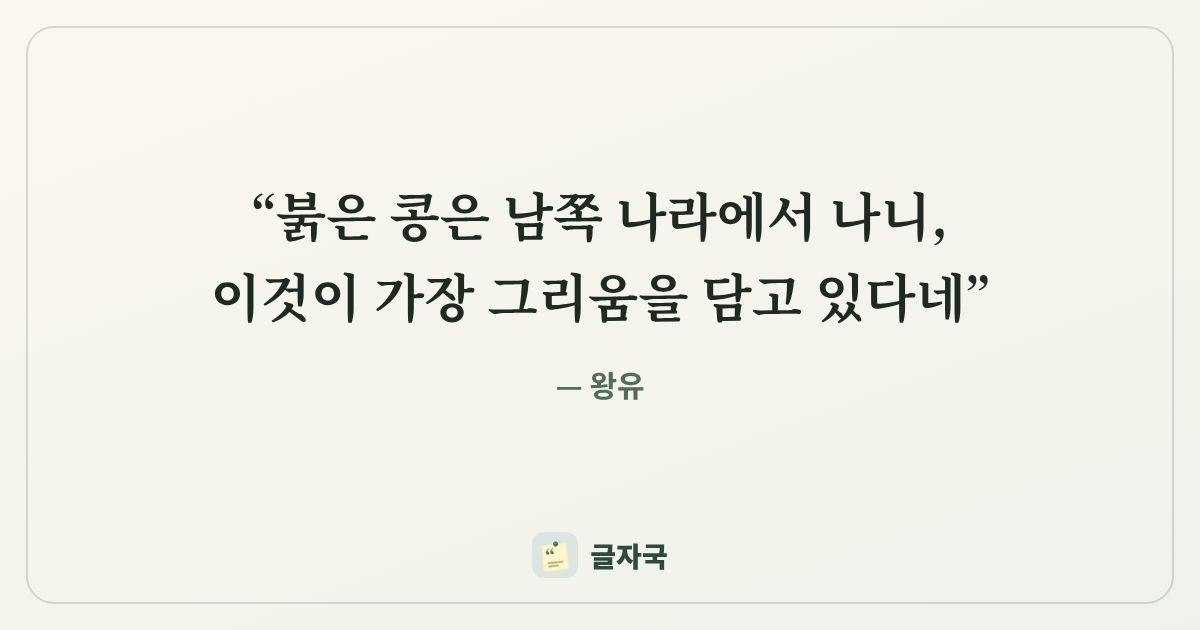 “붉은 콩은 남쪽 나라에서 나니,
이것이 가장 그리움을 담고 있다네”
— 왕유
글자국